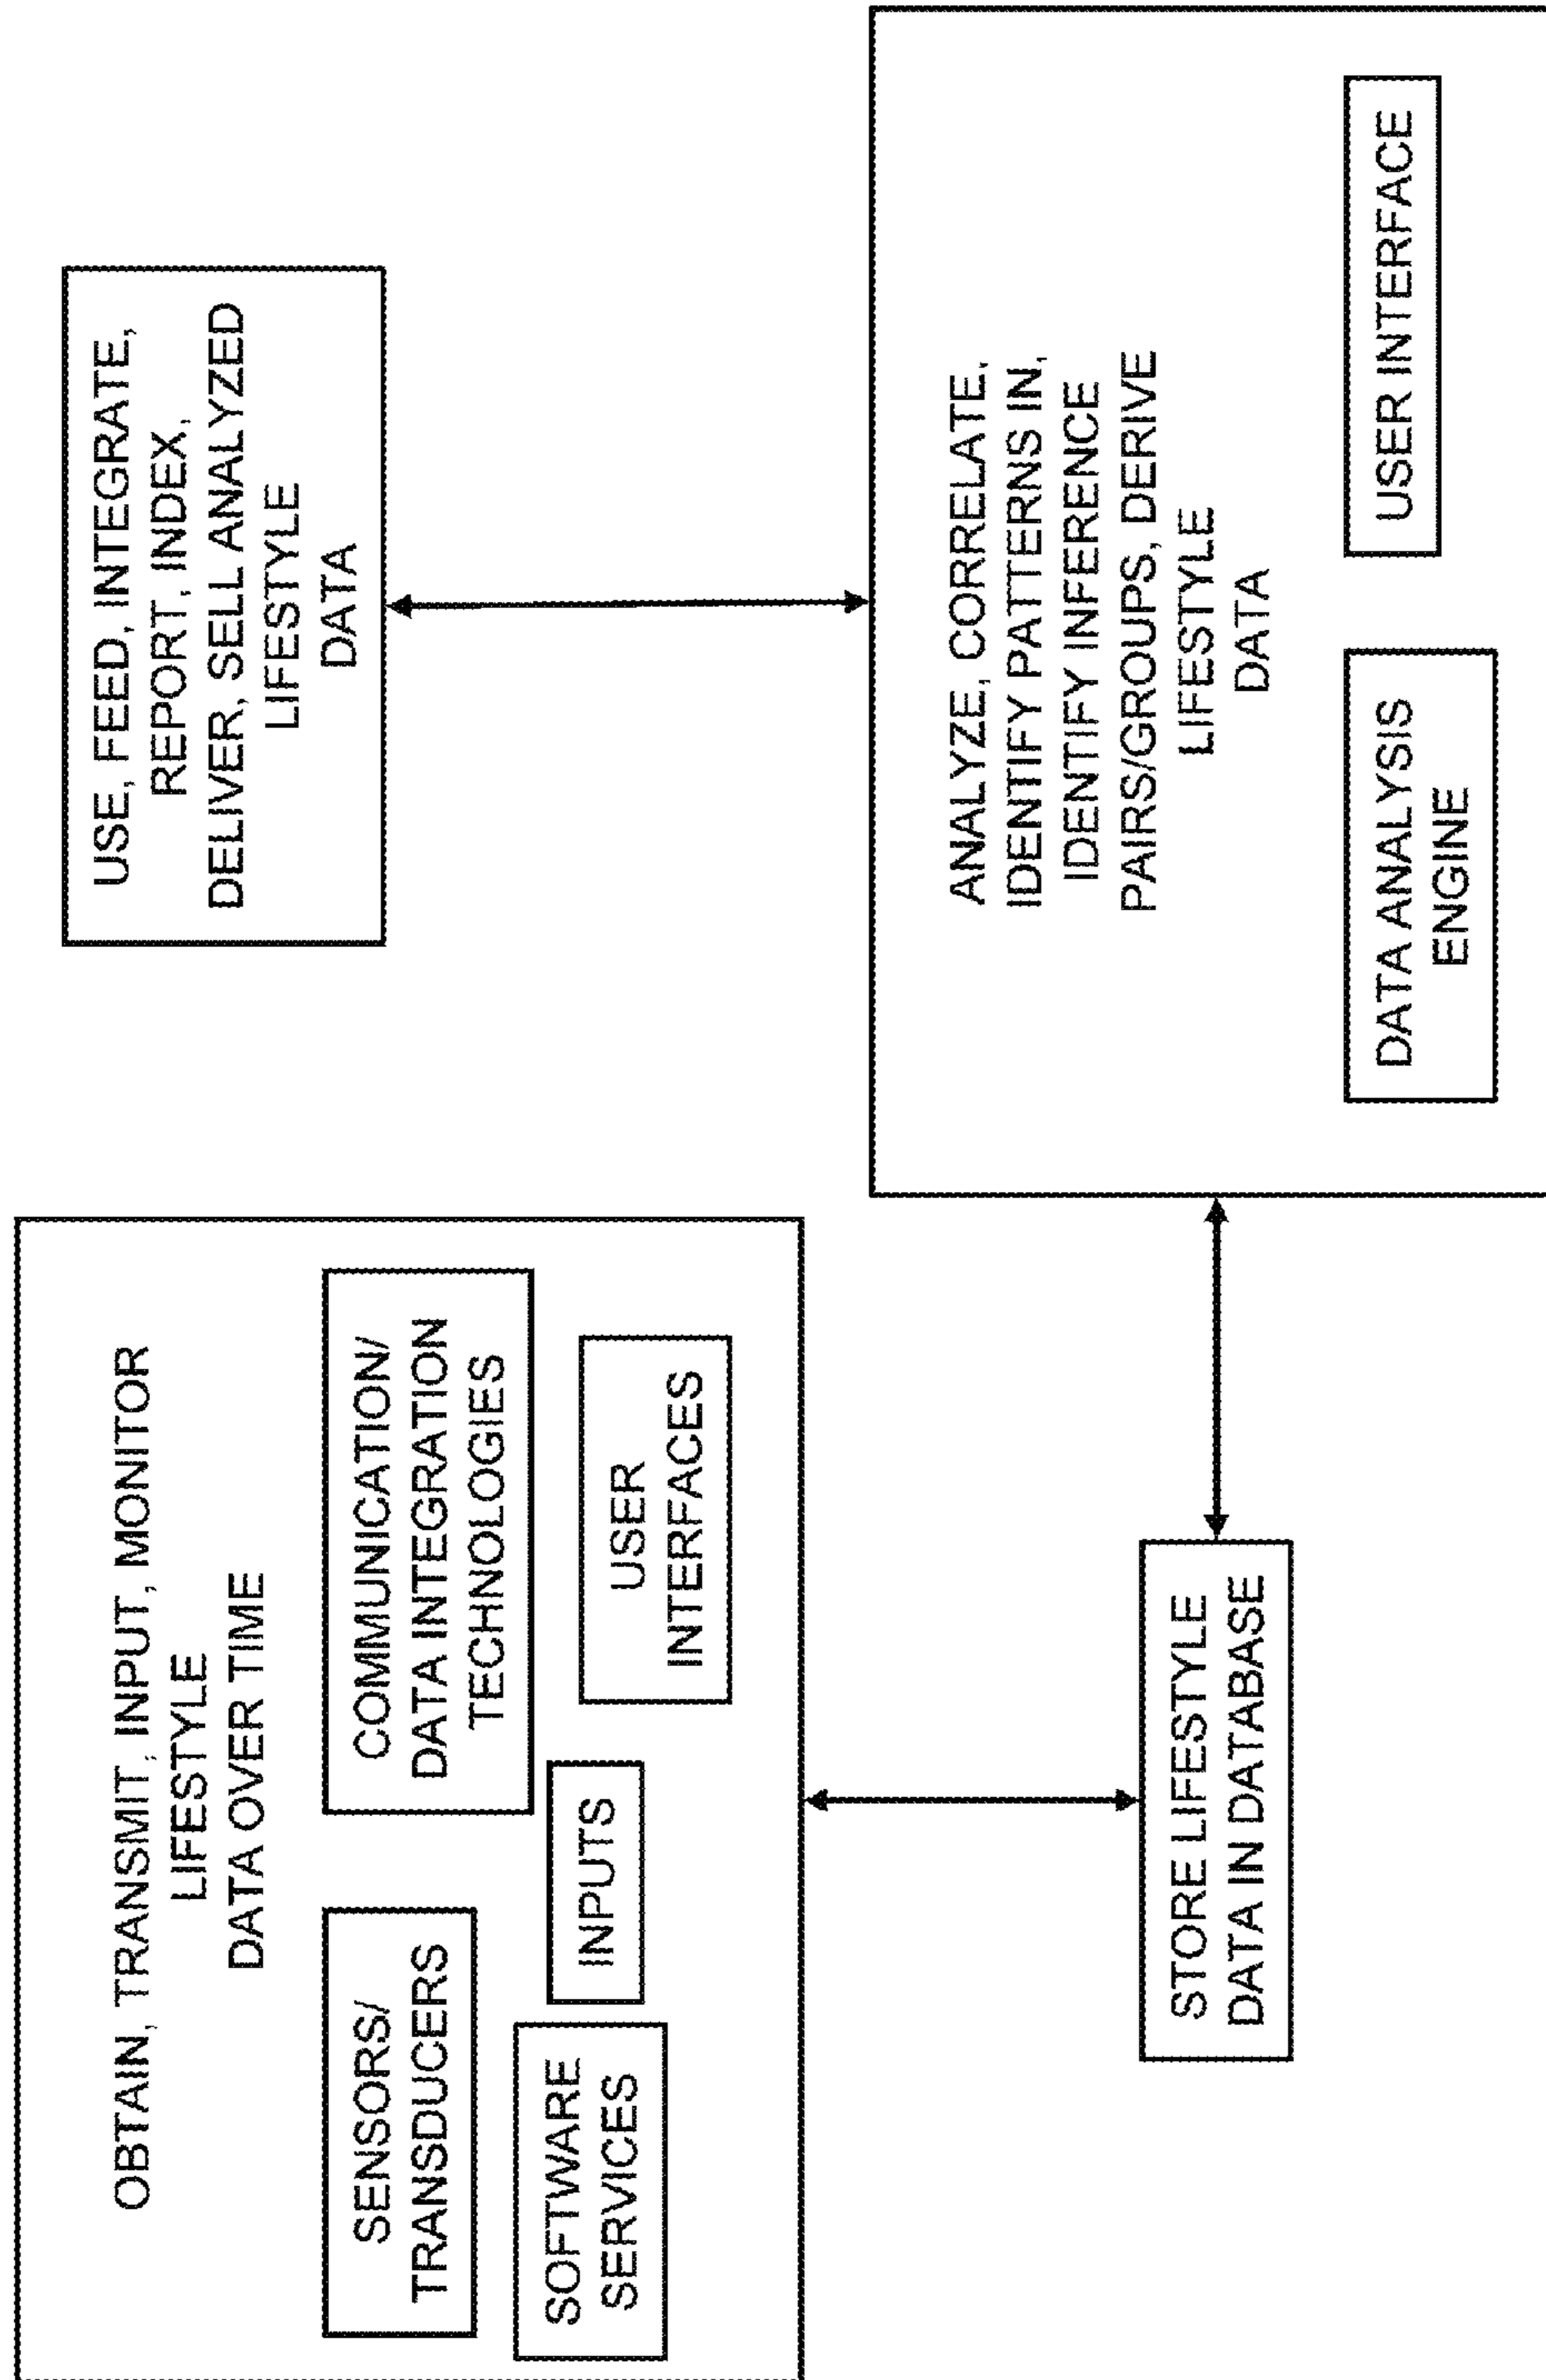 OBTAIN, TRANSMIT, INPUT, MONITOR
LIFESTYLE
DATA OVER TIME
SENSORS/
TRANSDUCERS
COMMUNICATION/
DATA INTEGRATION
TECHNOLOGIES
SOFTWARE
SERVICES
INPUTS
USER
INTERFACES
STORE LIFESTYLE
DATA IN DATABASE
USE, FEED, INTEGRATE,
REPORT, INDEX,
DELIVER, SELL ANALYZED
LIFESTYLE
DATA
ANALYZE, CORRELATE,
IDENTIFY PATTERNS IN,
IDENTIFY INFERENCE
PAIRS/GROUPS, DERIVE
LIFESTYLE
DATA
DATA ANALYSIS
ENGINE
USER INTERFACE